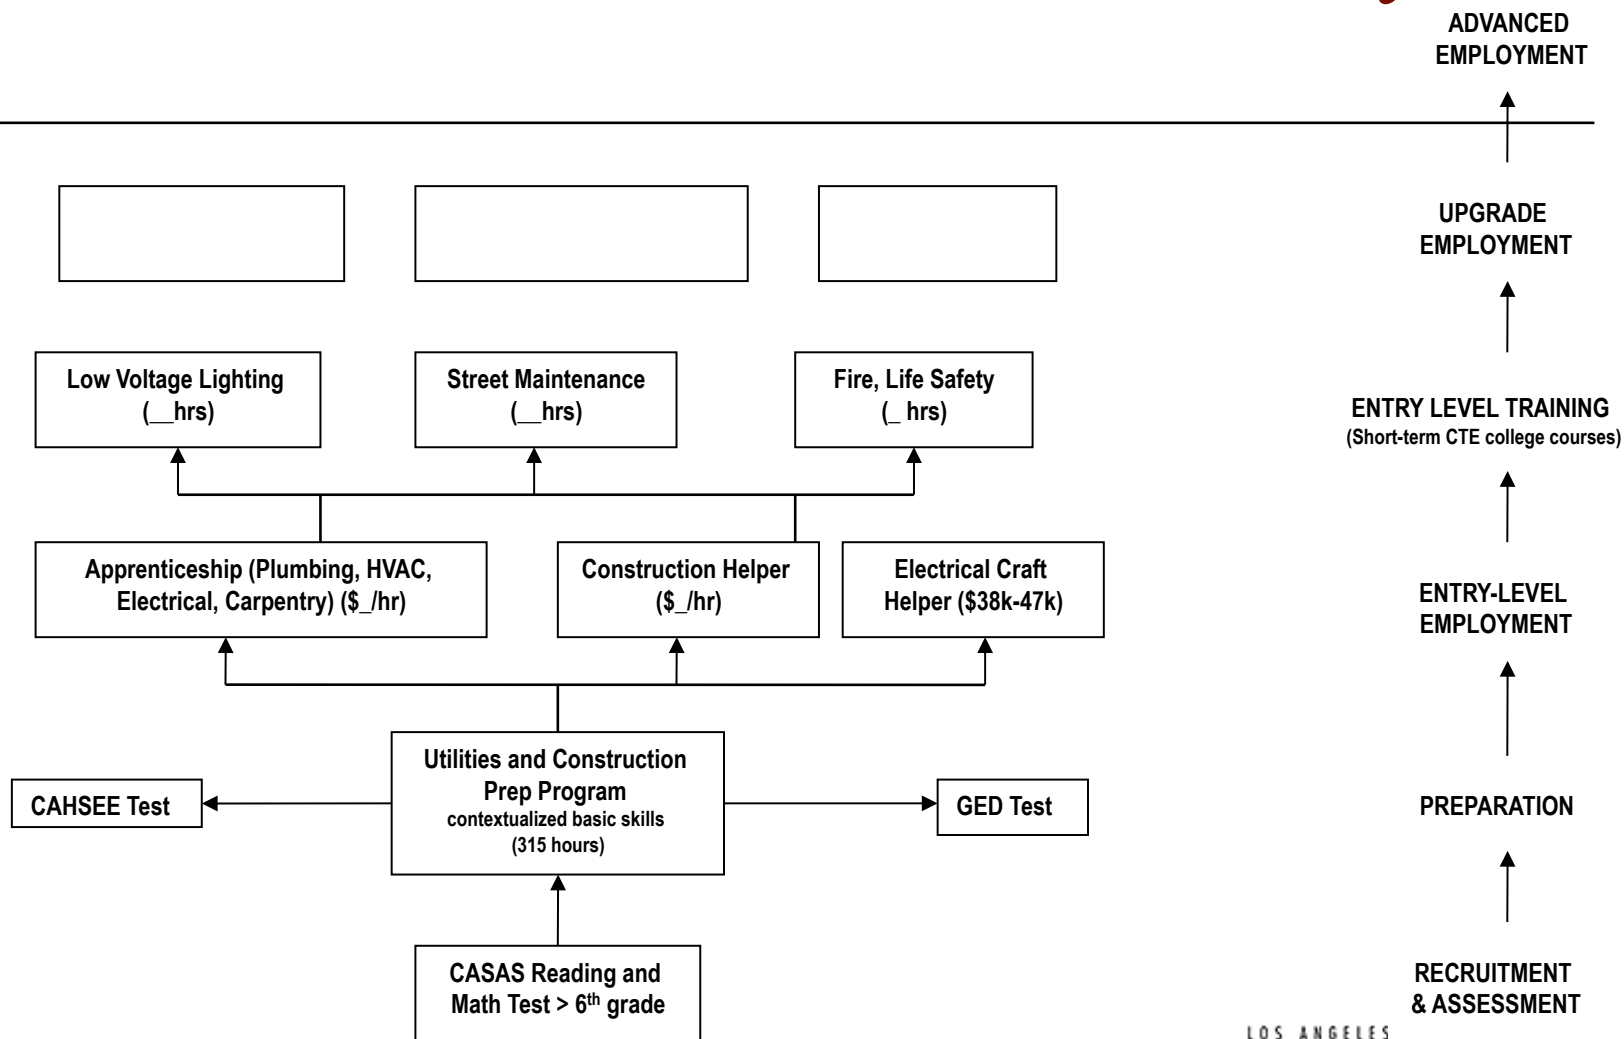 ADVANCED
EMPLOYMENT
UPGRADE
EMPLOYMENT
Low Voltage Lighting
(__hrs)
Street Maintenance
(__hrs)
Fire, Life Safety
(_ hrs)
ENTRY LEVEL TRAINING
(Short-term CTE college courses)
Apprenticeship (Plumbing, HVAC,
Electrical, Carpentry) ($_/hr)
Construction Helper
($_/hr)
Electrical Craft
Helper ($38k-47k)
ENTRY-LEVEL
EMPLOYMENT
CAHSEE Test
Utilities and Construction
Prep Program
contextualized basic skills
(315 hours)
GED Test
PREPARATION
CASAS Reading and
Math Test > 6th grade
RECRUITMENT
& ASSESSMENT
LOS ANGELES